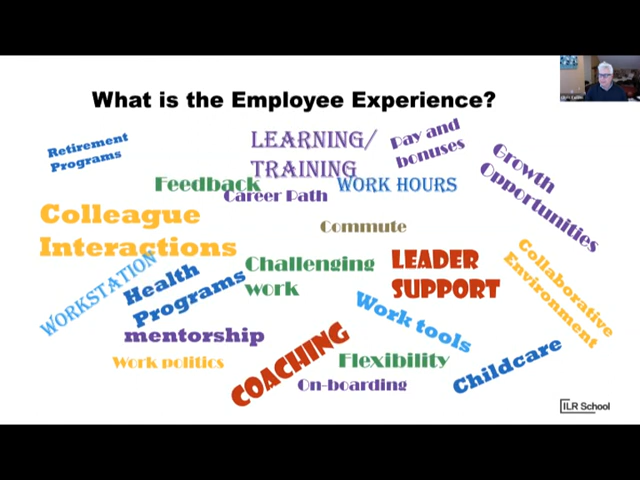 What is the Employee Experience?
Retirement
Programs
LEARNING/
TRAINING
Pay and
bonuses
Growth
Opportunities
Feedback
WORK HOURS
Career Path
Colleague
Interactions
Commute
WORKSTATION
Health
Programs
Challenging
work
LEADER
SUPPORT
Collaborative
Environment
Work tools
mentorship
Work politics
COACHING
Flexibility
On-boarding
Childcare
ILR School